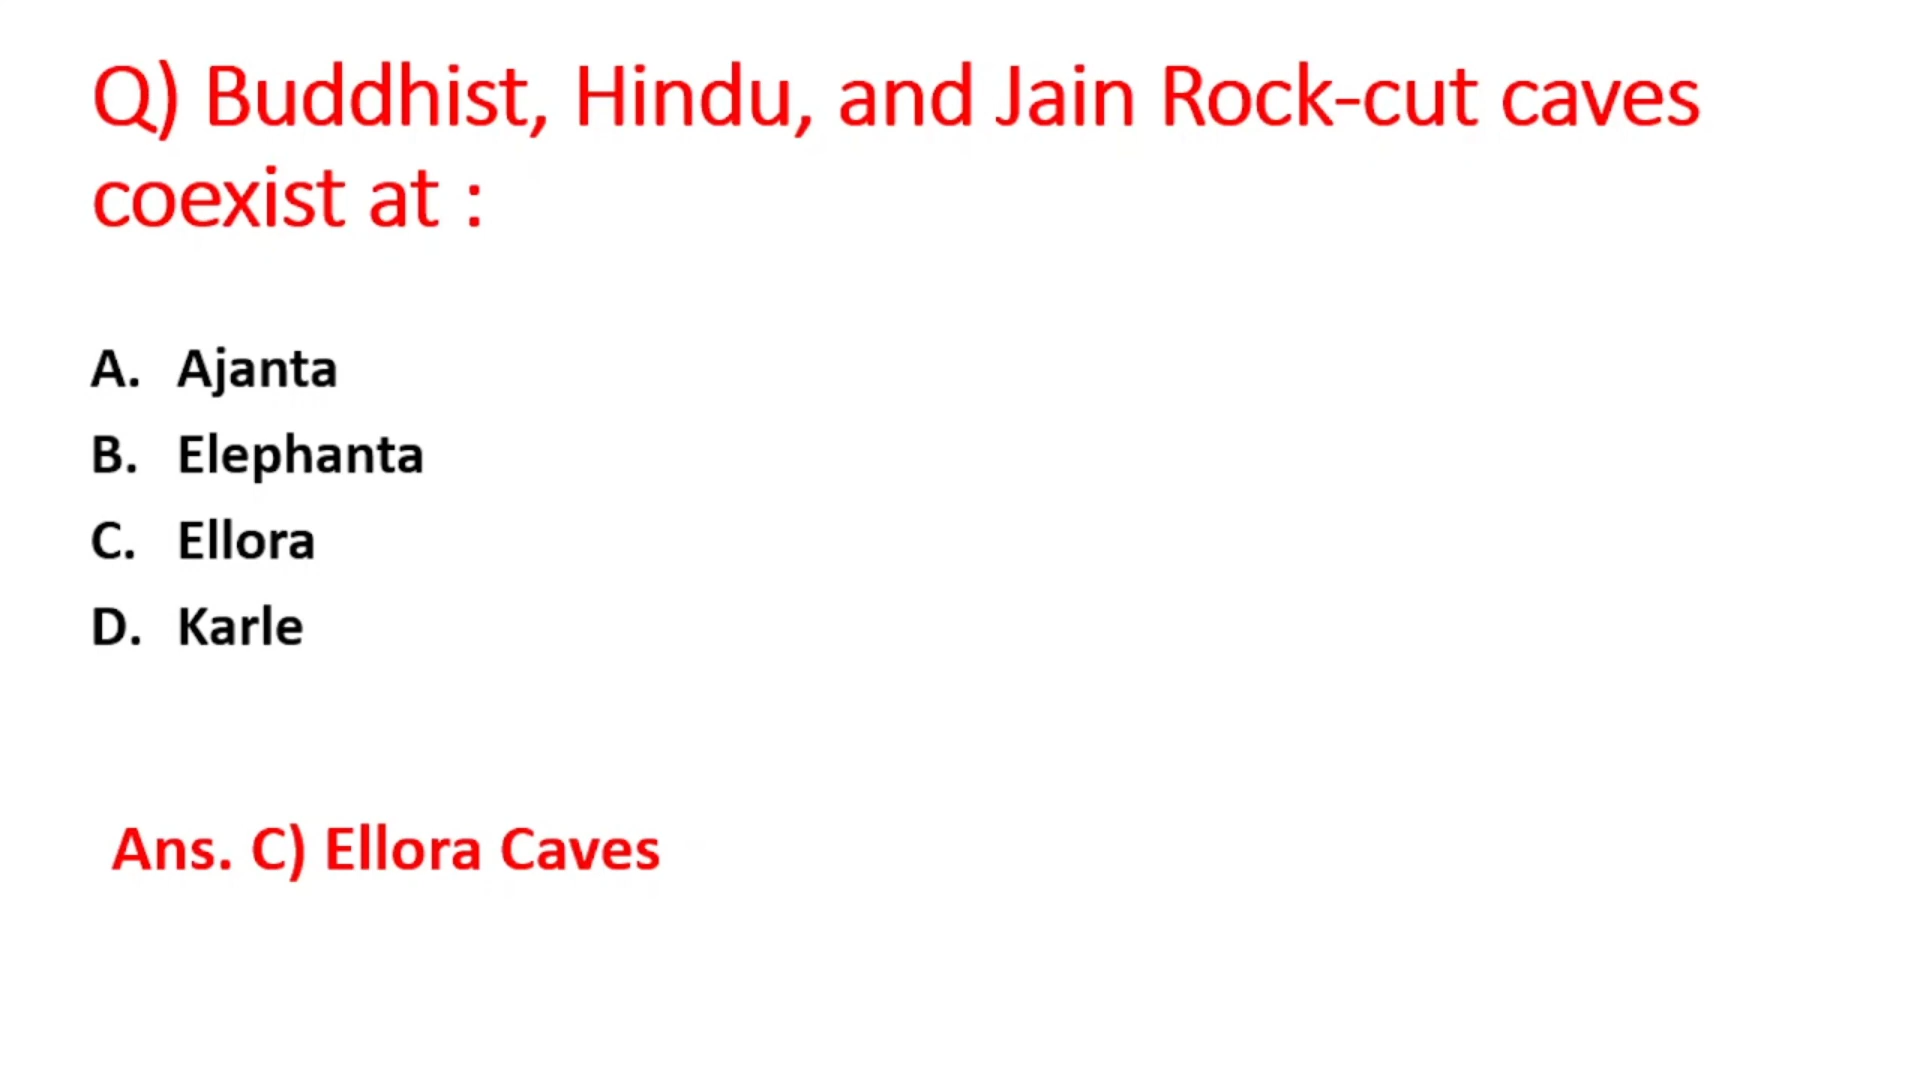 Q) Buddhist, Hindu, and Jain Rock-cut caves
coexist at :
A. Ajanta
B. Elephanta
C. Ellora
D. Karle
Ans. C) Ellora Caves